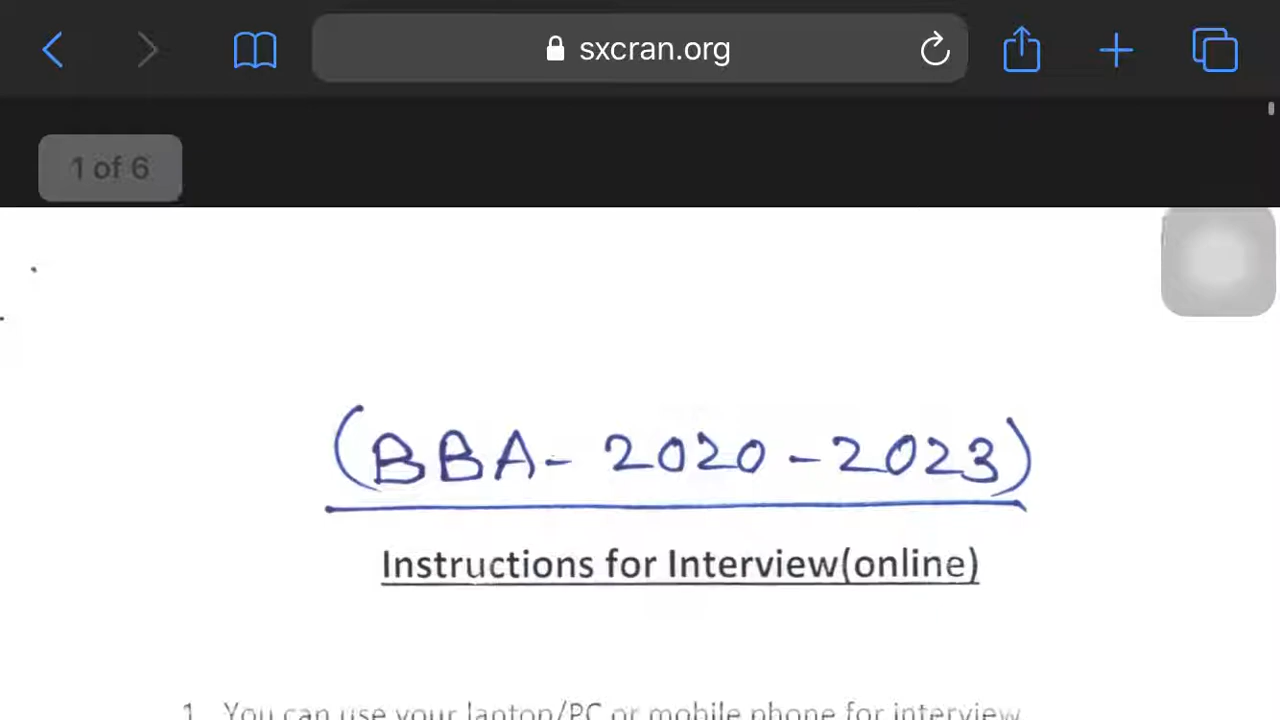 sxcran.org
1 of 6
(BBA- 2020 -2023)
Instructions for Interview(online)
1. You can use your laptop/PC or mobile phone for interview